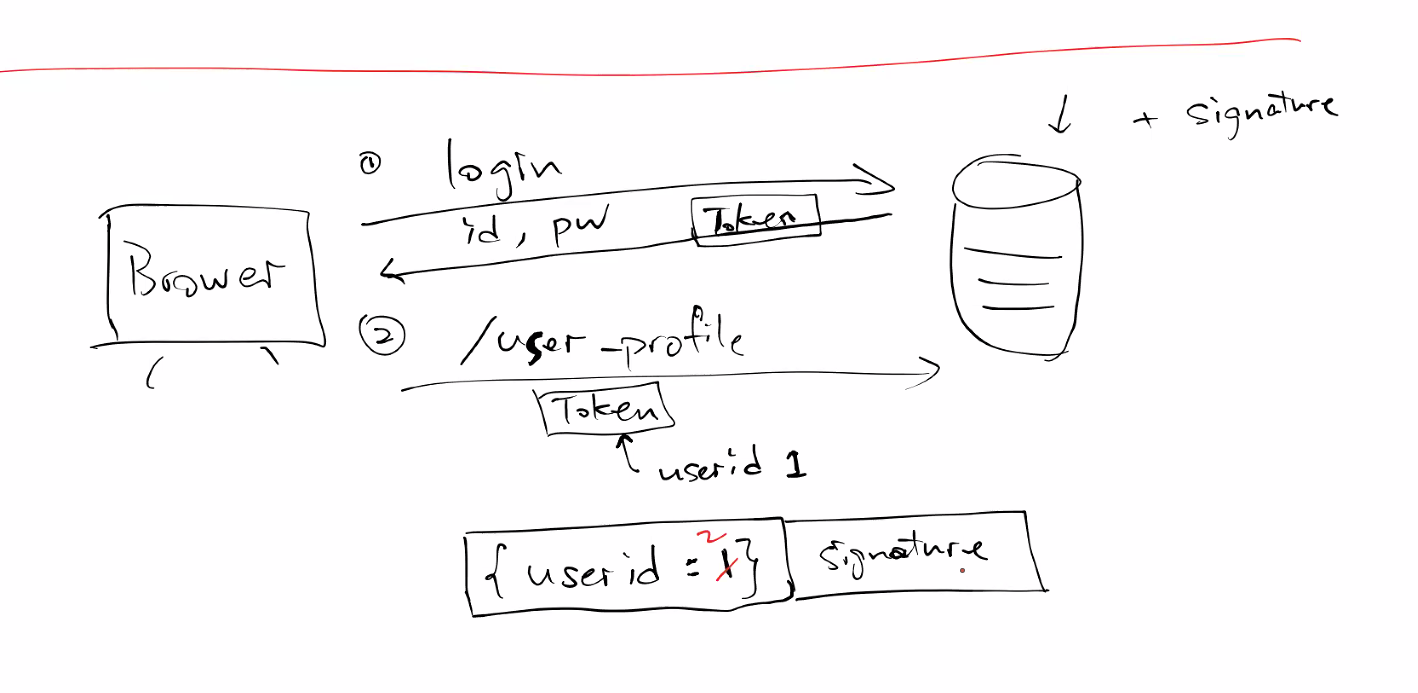 + signature
① login
id, pw
Token
Brower
② /user-profile
Token
userid 1
{userid = 1} 2
signature